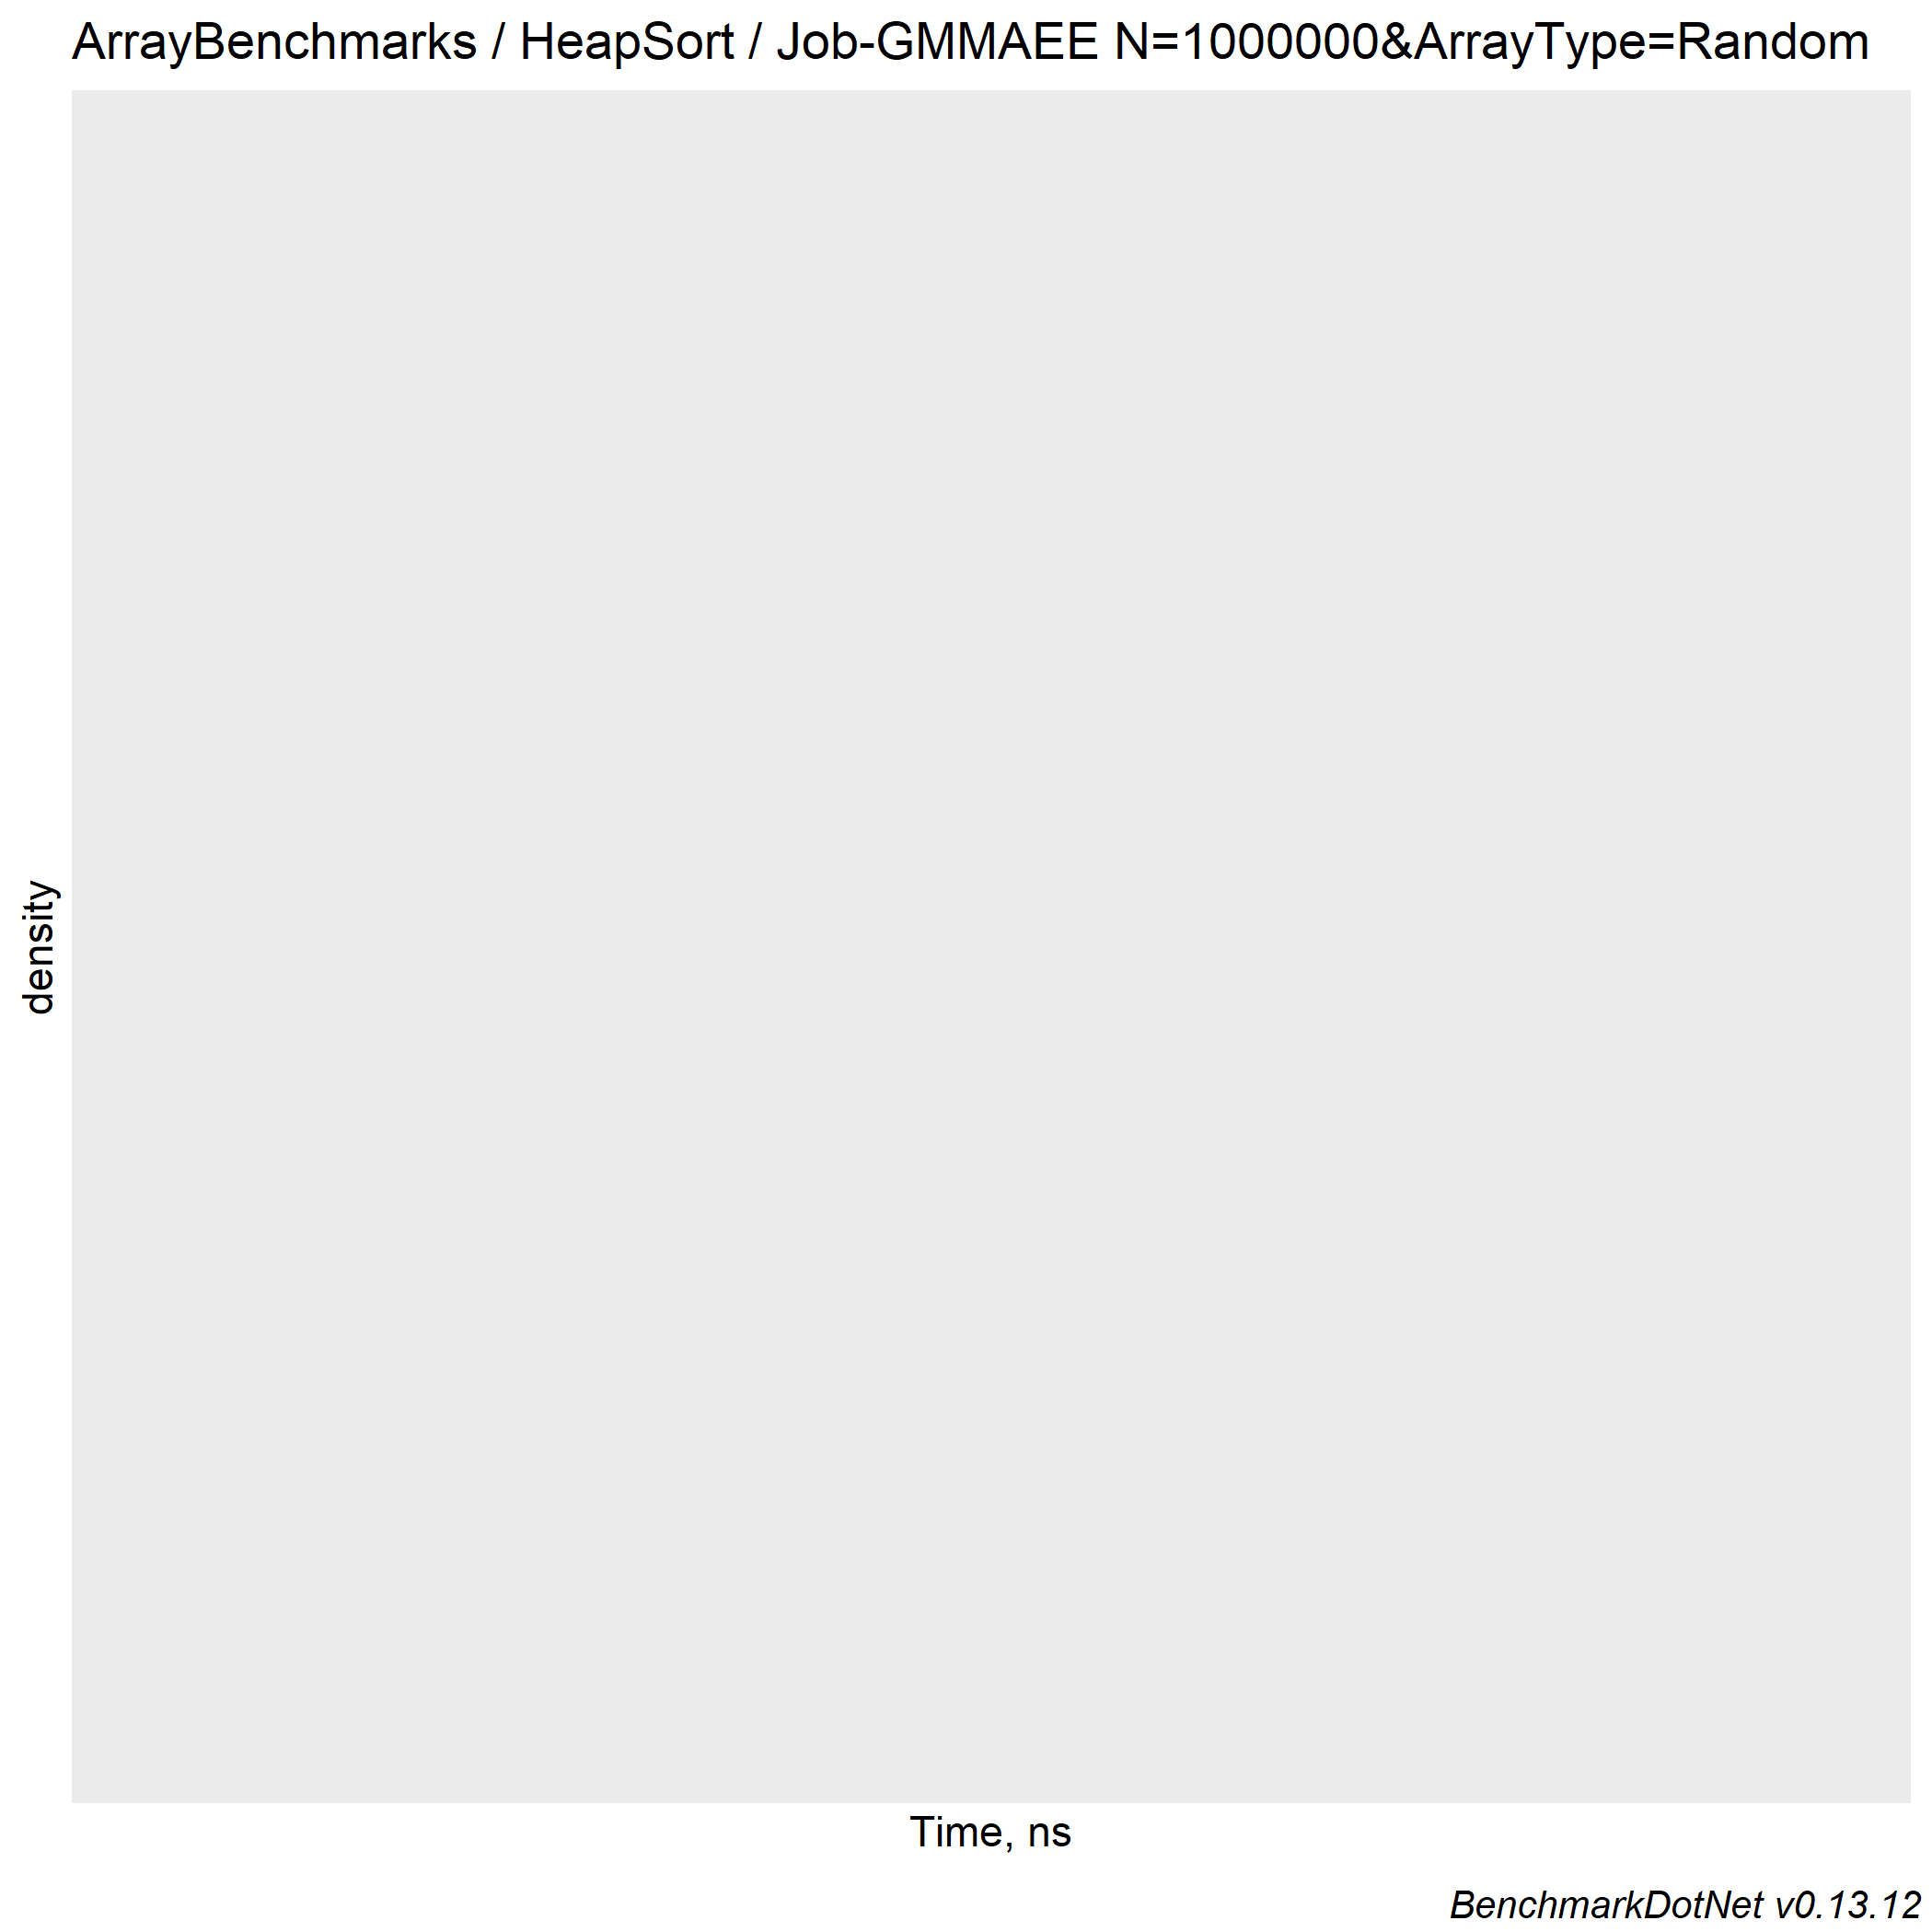 ArrayBenchmarks / HeapSort / Job-GMMAEE N=1000000&ArrayType=Random
density
Time, ns
BenchmarkDotNet v0.13.12